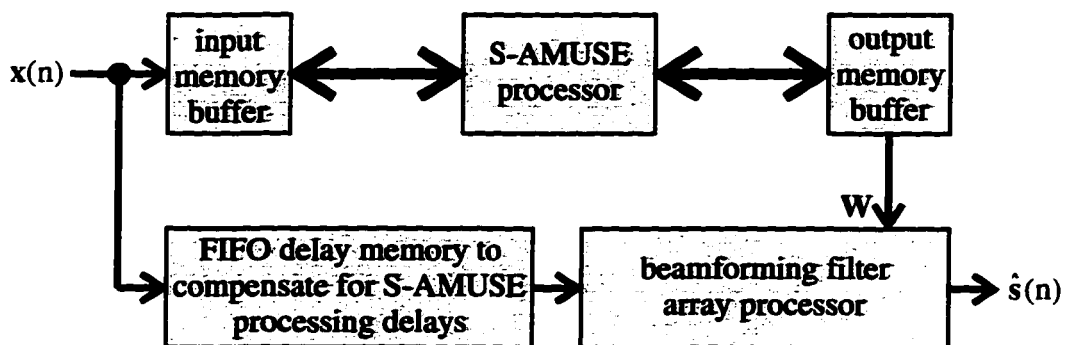 x(n)
input
memory
buffer
S-AMUSE
processor
output
memory
buffer
W
FIFO delay memory to
compensate for S-AMUSE
processing delays
beamforming filter
array processor
ŝ(n)